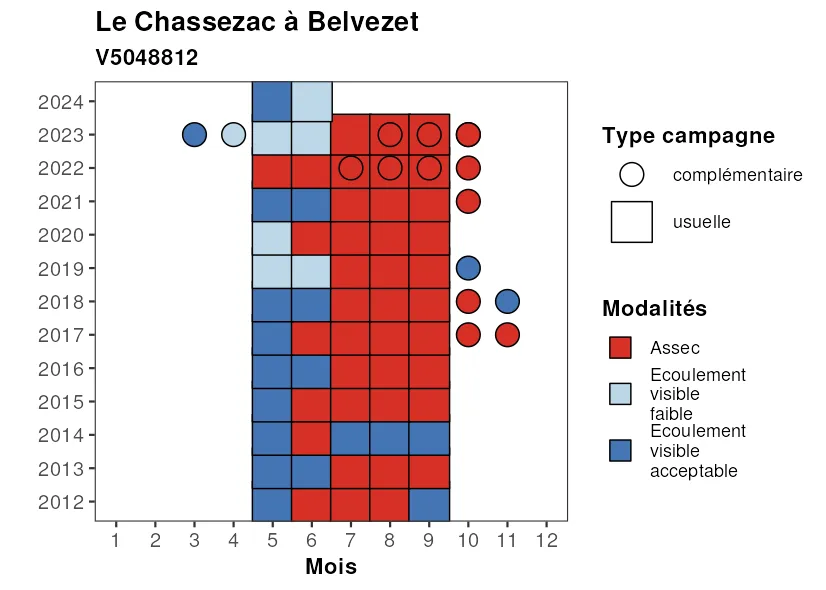 Le Chassezac à Belvezet
V5048812
2024
2023
2022
2021
2020
2019
2018
2017
2016
2015
2014
2013
2012
1 2 3 4 5 6 7 8 9 10 11 12
Mois
Type campagne
complémentaire
usuelle
Modalités
Assec
Ecoulement
visible
faible
Ecoulement
visible
acceptable